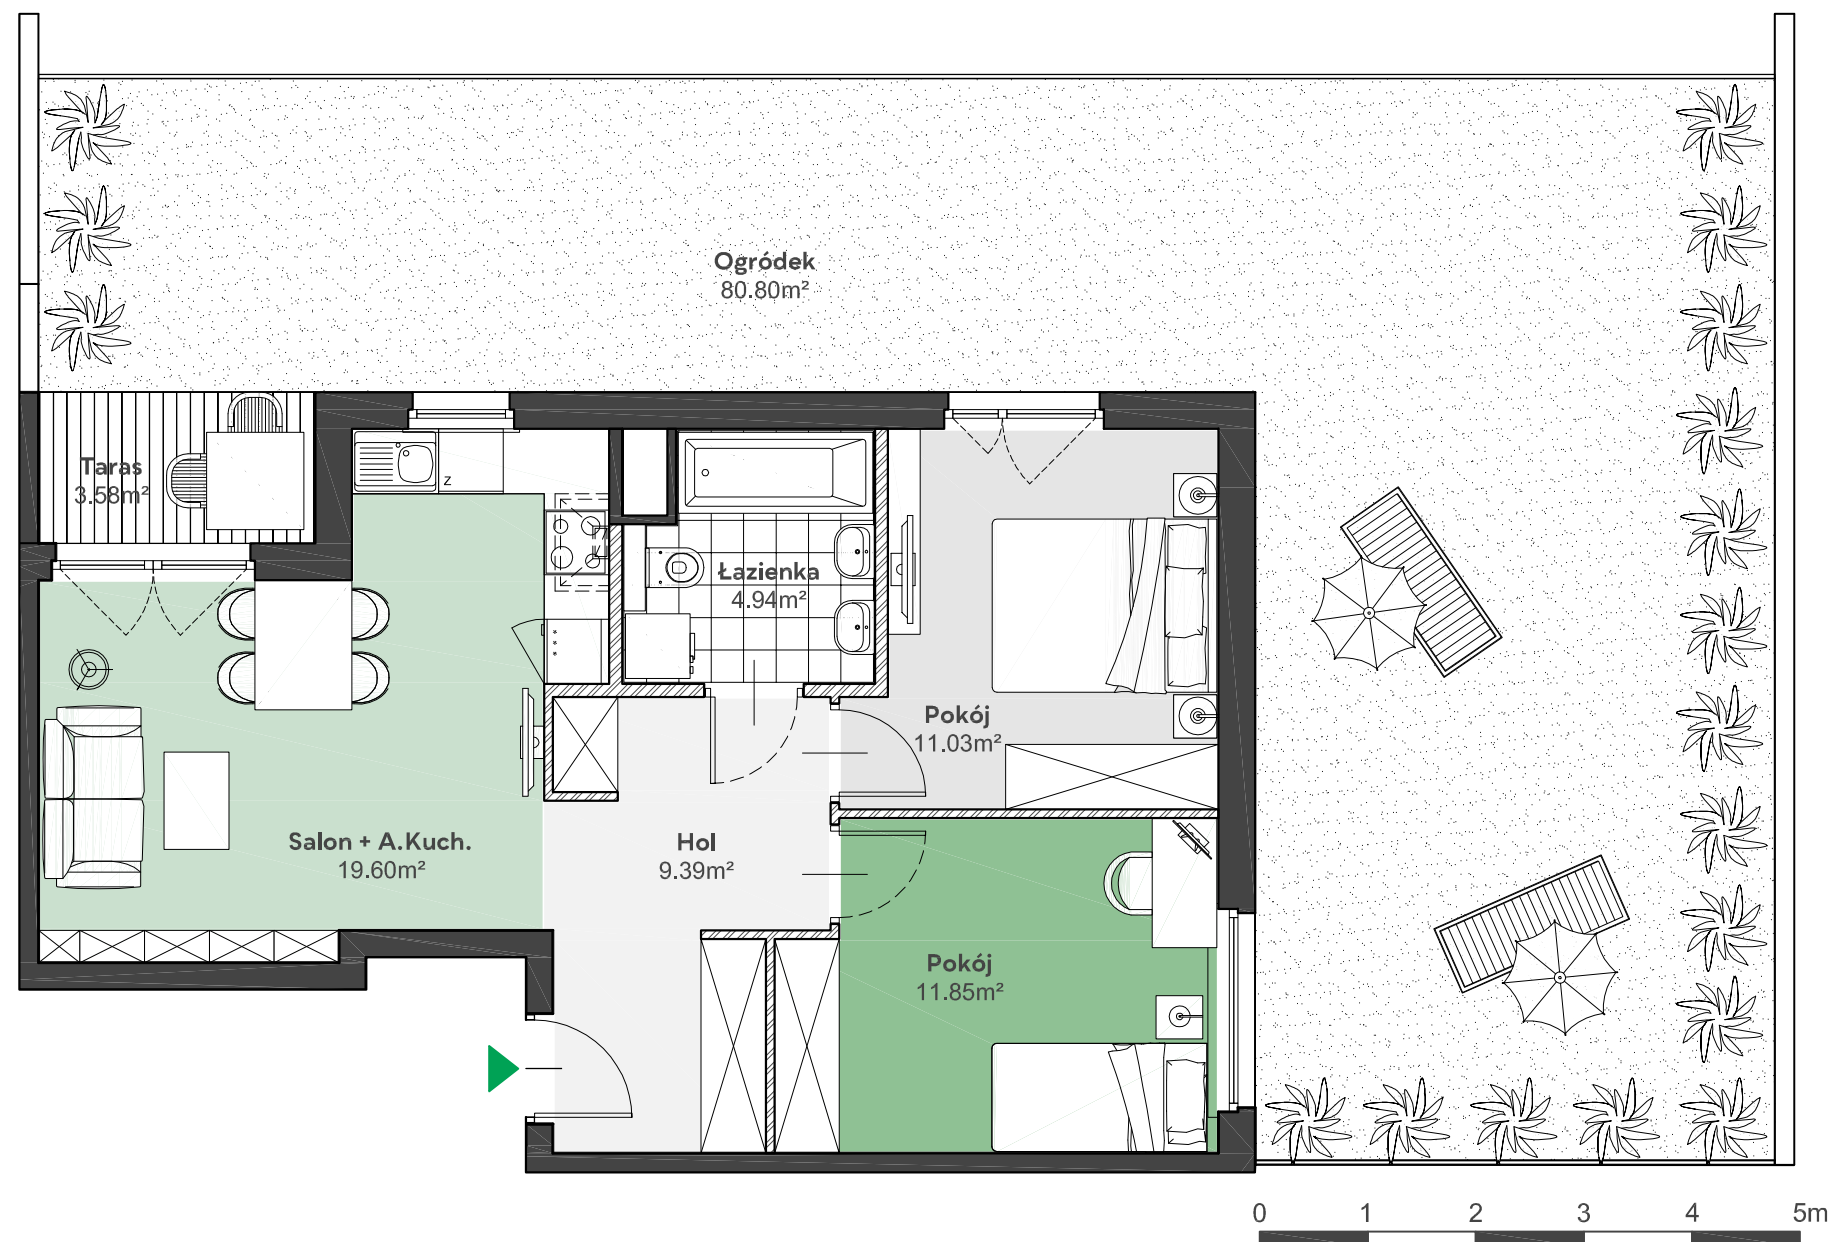 Ogródek
80.80m²
Taras
3.58m²
z
Łazienka
4.94m²
***
Pokój
11.03m²
Salon + A.Kuch.
19.60m²
Hol
9.39m²
Pokój
11.85m²
0 1 2 3 4 5m